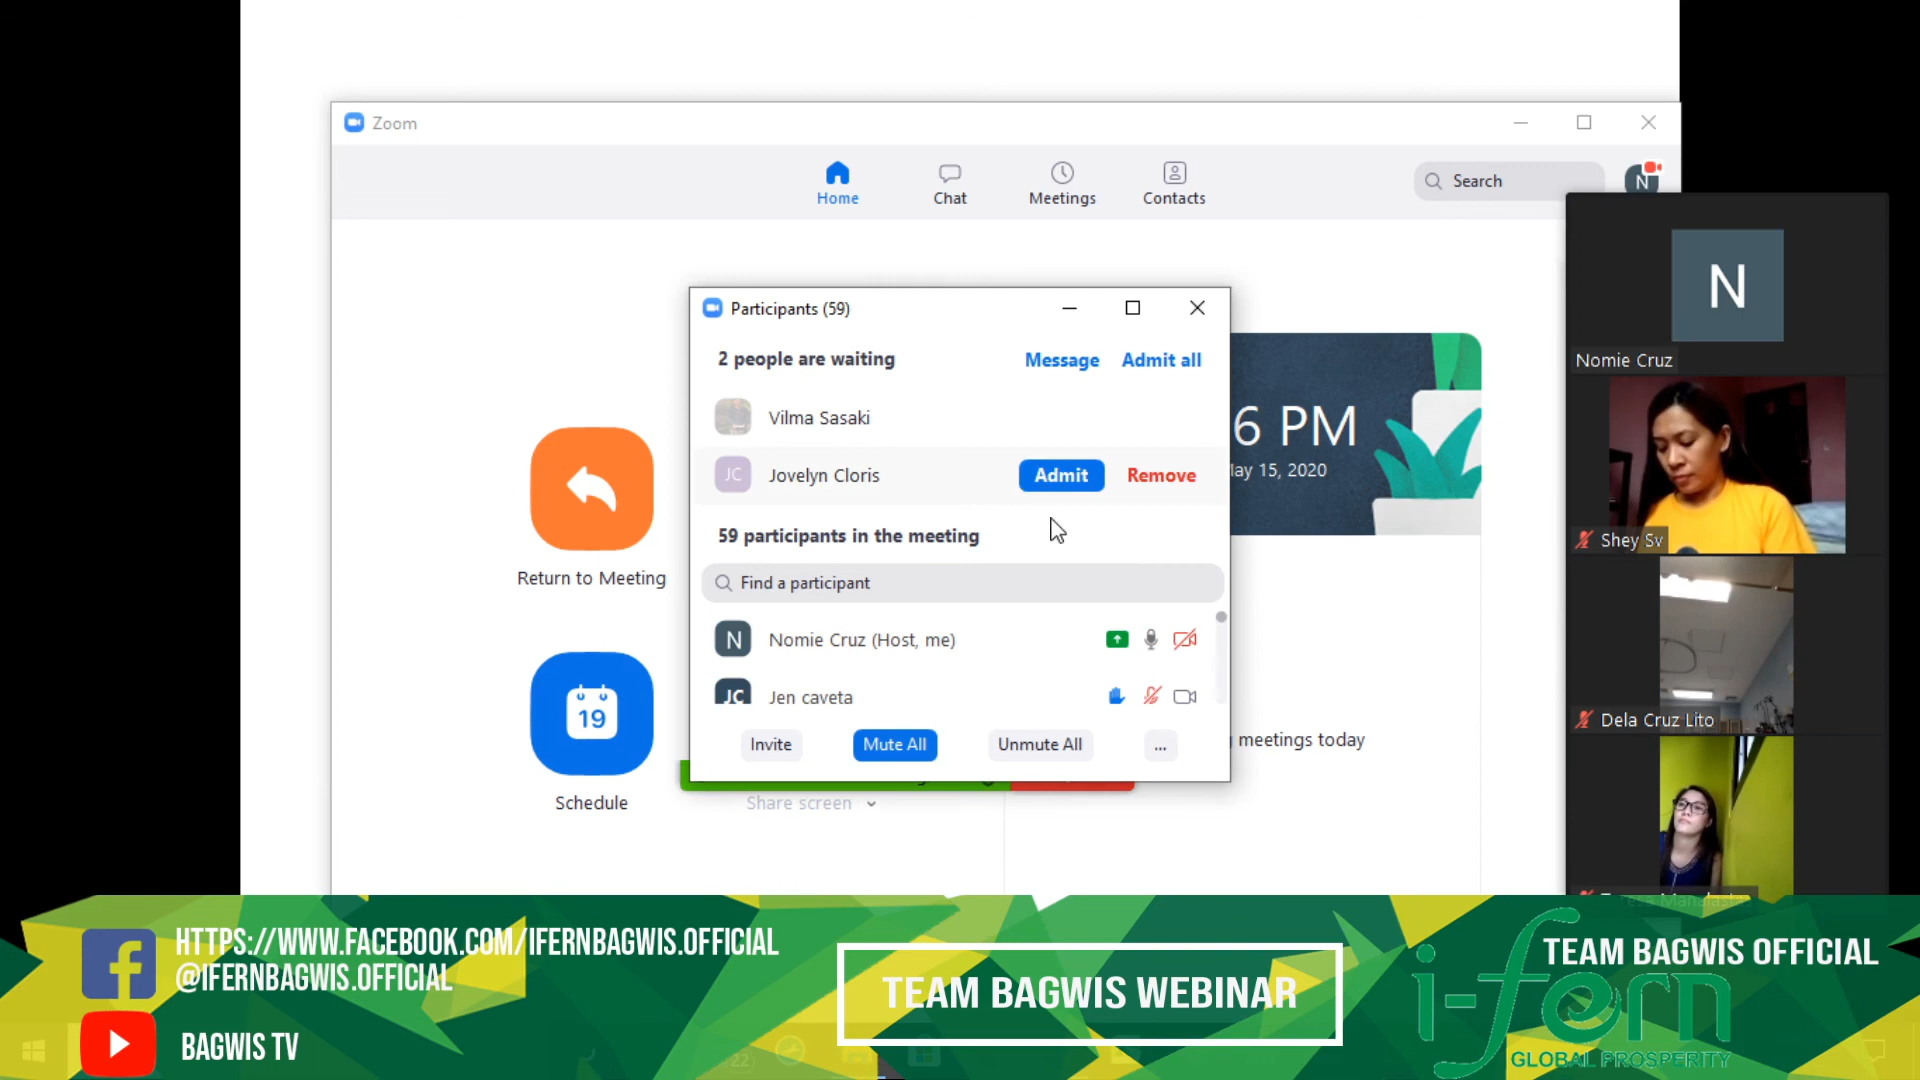 Zoom
Home
Chat
Meetings
Contacts
Search
N
N
Nomie Cruz
Participants (59)
2 people are waiting
Message
Admit all
Vilma Sasaki
JC
Jovelyn Cloris
Admit
Remove
6 PM
May 15, 2020
59 participants in the meeting
Find a participant
N
Nomie Cruz (Host, me)
JC
Jen caveta
Invite
Mute All
Unmute All
...
Return to Meeting
19
Schedule
Share screen
meetings today
Shey Sv
Dela Cruz Lito
HTTPS://WWW.FACEBOOK.COM/IFERNBAGWIS.OFFICIAL
@IFERNBAGWIS.OFFICIAL
BAGWIS TV
TEAM BAGWIS WEBINAR
TEAM BAGWIS OFFICIAL
i-fern
GLOBAL PROSPERITY